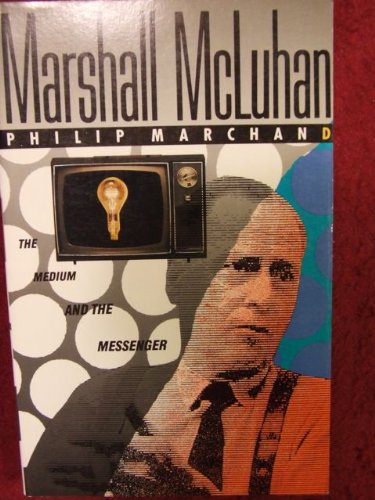 Marshall McLuhan
PHILIP MARCHAND
THE
MEDIUM
AND THE
MESSENGER